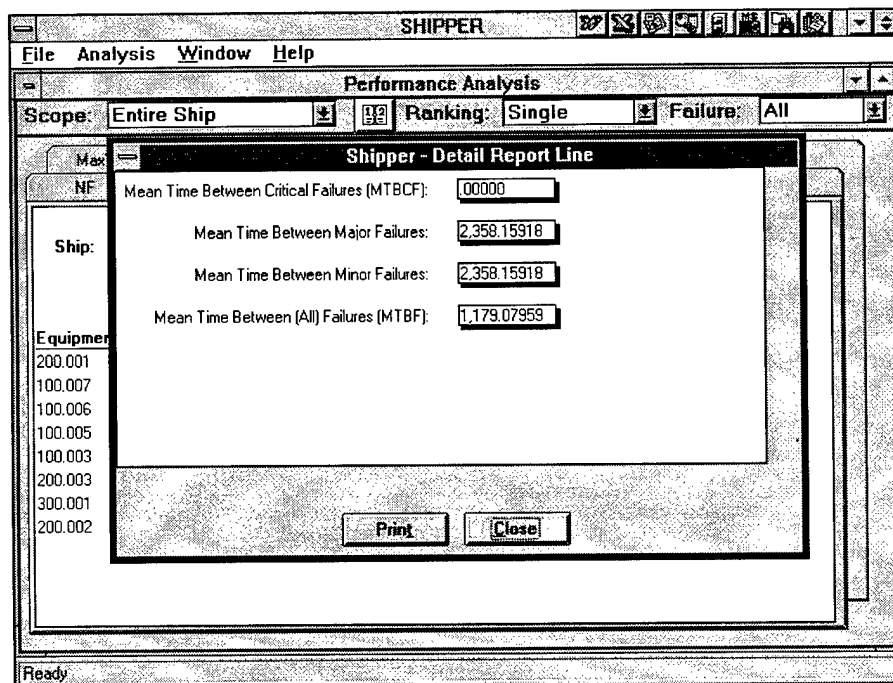 SHIPPER
File Analysis Window Help
Performance Analysis
Scope: Entire Ship Ranking: Single Failure: All
Max
Shipper - Detail Report Line
NF
Mean Time Between Critical Failures (MTBCF): .00000
Mean Time Between Major Failures: 2,358.15918
Ship:
Mean Time Between Minor Failures: 2,358.15918
Mean Time Between (All) Failures (MTBF): 1,179.07959
Equipmen
200.001
100.007
100.006
100.005
100.003
200.003
300.001
200.002
Print Close
Ready